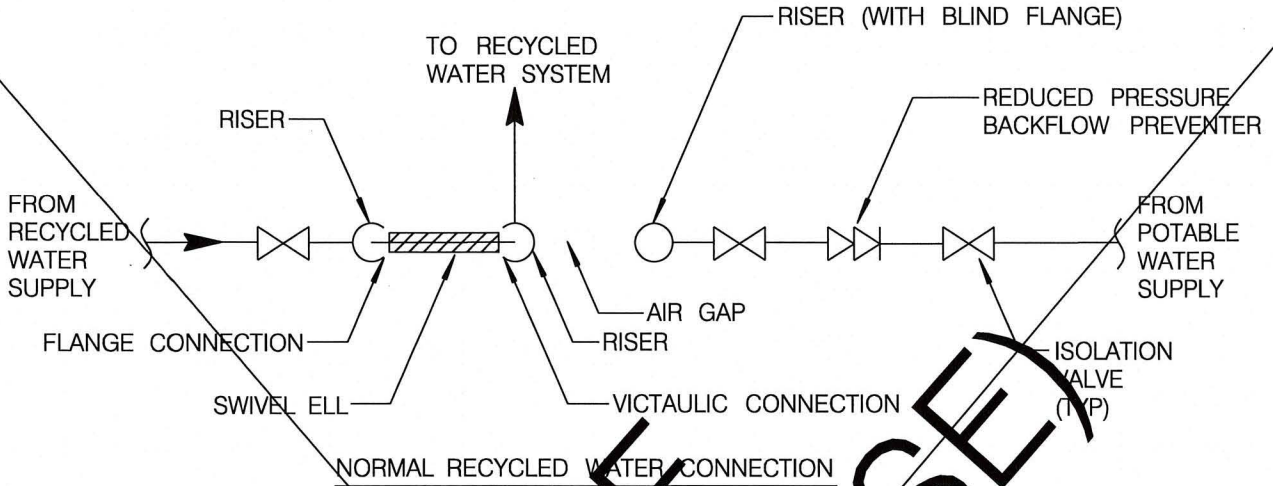 RISER (WITH BLIND FLANGE)
TO RECYCLED
WATER SYSTEM
REDUCED PRESSURE
BACKFLOW PREVENTER
RISER
FROM
RECYCLED
WATER
SUPPLY
FROM
POTABLE
WATER
SUPPLY
AIR GAP
FLANGE CONNECTION
RISER
ISOLATION
VALVE
(TYP)
SWIVEL ELL
VICTAULIC CONNECTION
NORMAL RECYCLED WATER CONNECTION
SE)